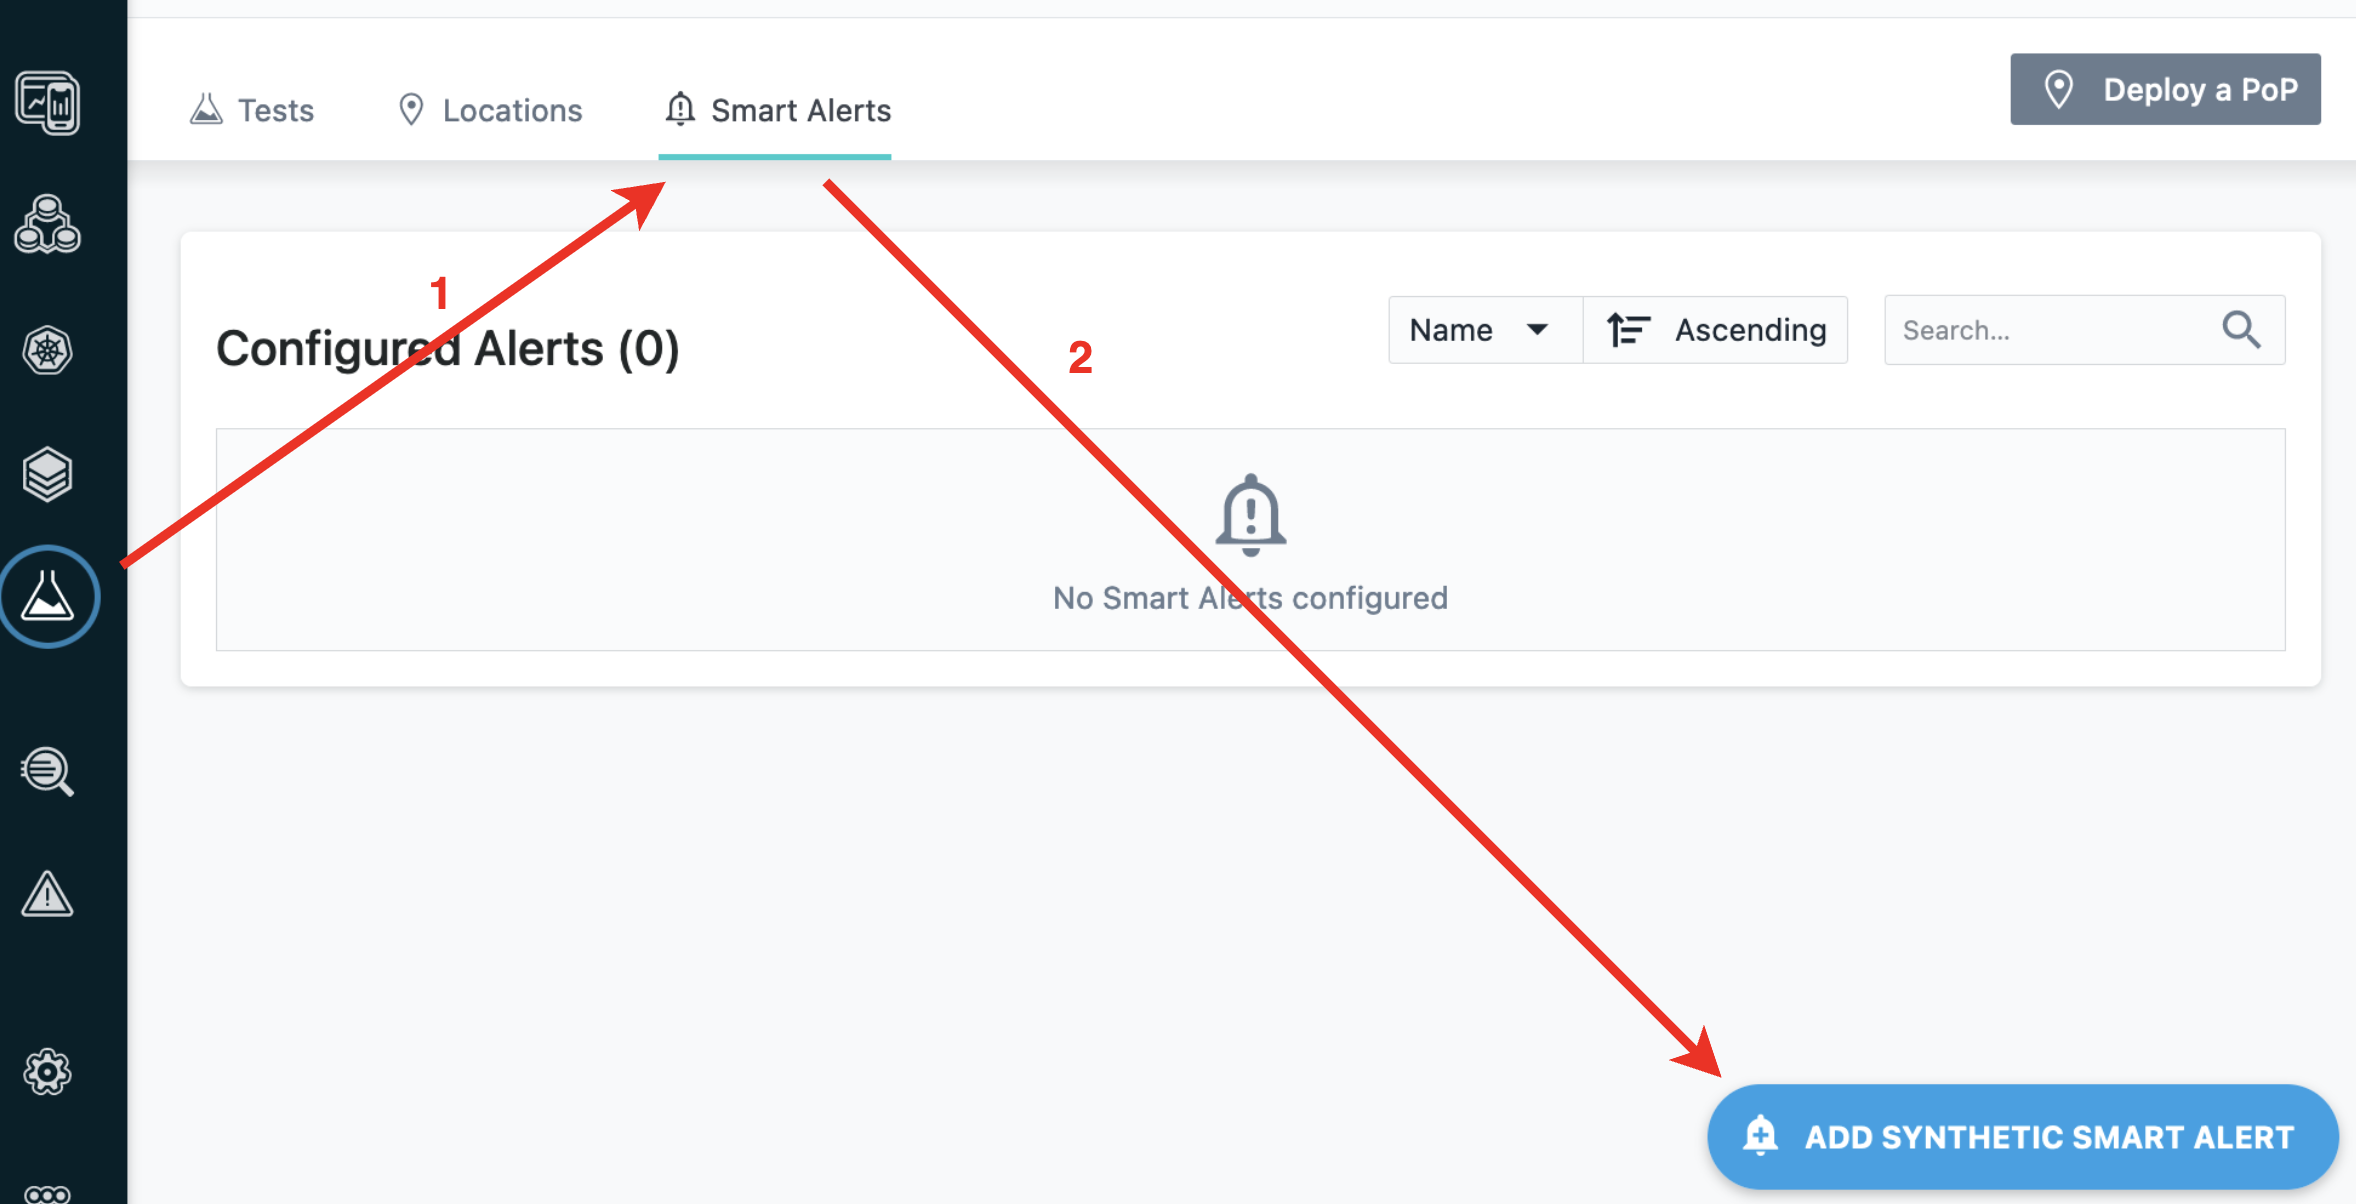 Tests
Locations
Smart Alerts
Deploy a PoP
1
2
Configured Alerts (0)
Name
Ascending
Search...
No Smart Alerts configured
ADD SYNTHETIC SMART ALERT